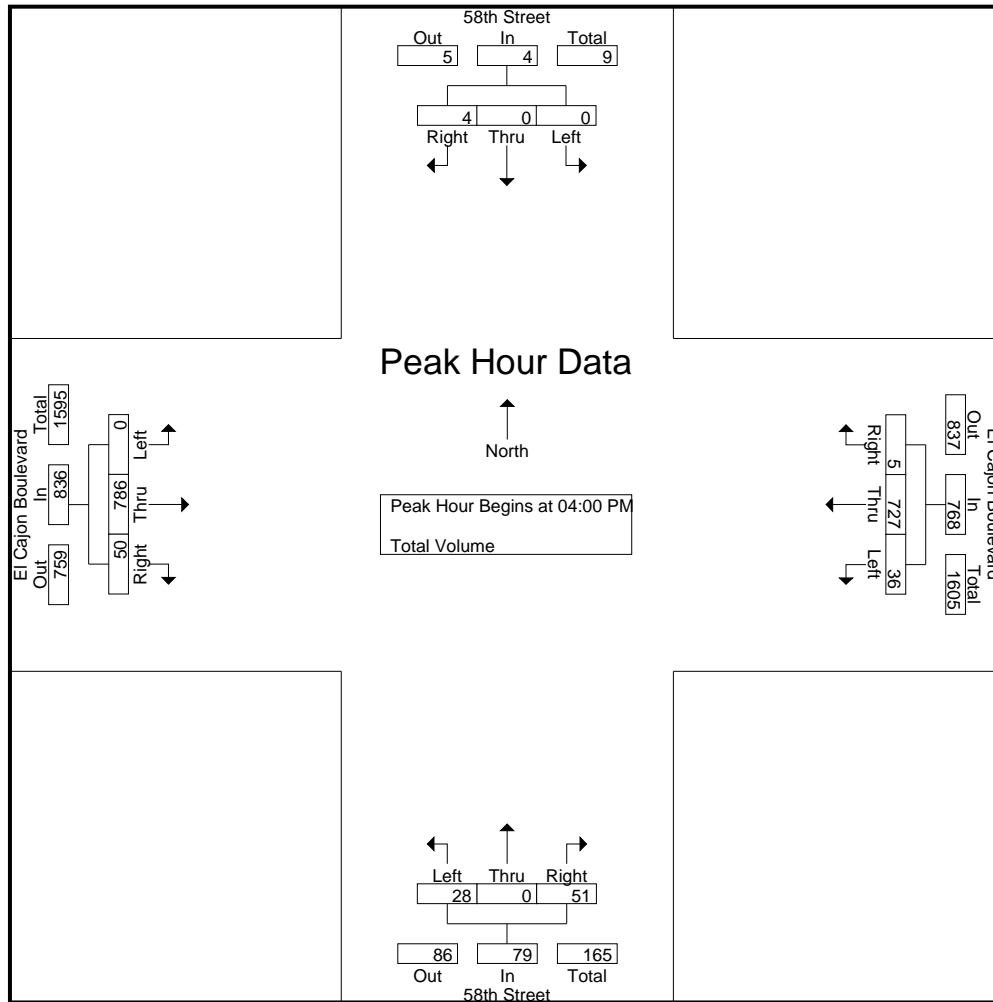 58th Street
Out In Total
5 4 9
4 0 0
Right Thru Left
Peak Hour Data
North
Peak Hour Begins at 04:00 PM
Total Volume
El Cajon Boulevard
Out In Total
759 836 1595
50 786 0
Right Thru Left
El Cajon Boulevard
Out In Total
837 768 1605
5 727 36
Right Thru Left
Left Thru Right
28 0 51
86 79 165
Out In Total
58th Street